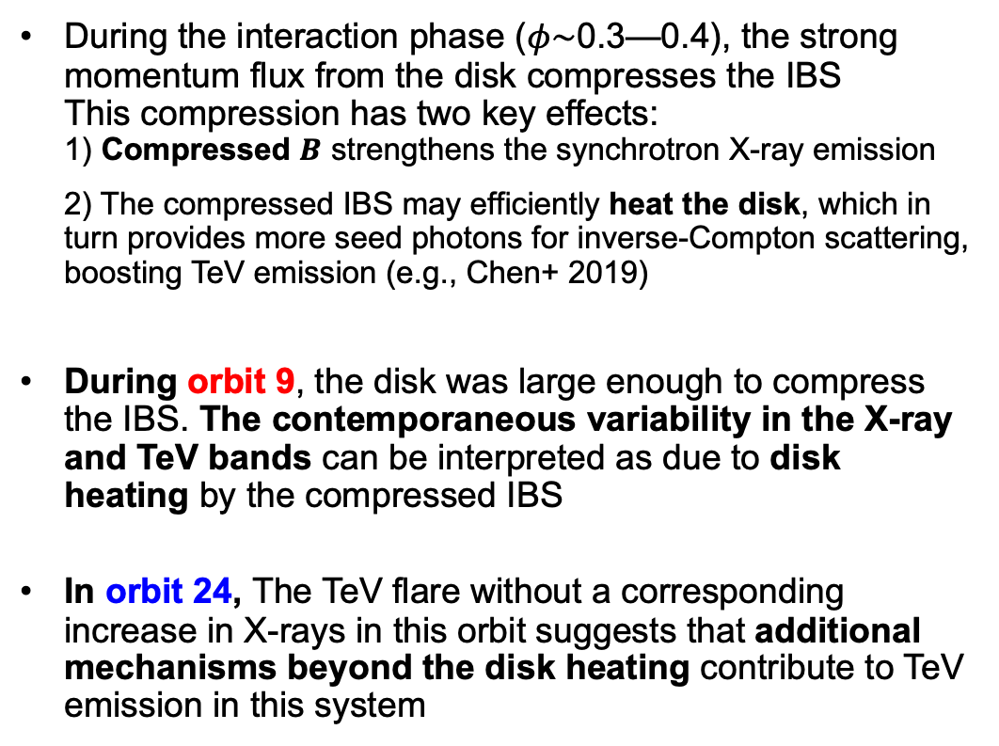 • During the interaction phase (𝜙~0.3—0.4), the strong
momentum flux from the disk compresses the IBS
This compression has two key effects:
1) Compressed 𝑩 strengthens the synchrotron X-ray emission
2) The compressed IBS may efficiently heat the disk, which in
turn provides more seed photons for inverse-Compton scattering,
boosting TeV emission (e.g., Chen+ 2019)
• During orbit 9, the disk was large enough to compress
the IBS. The contemporaneous variability in the X-ray
and TeV bands can be interpreted as due to disk
heating by the compressed IBS
• In orbit 24, The TeV flare without a corresponding
increase in X-rays in this orbit suggests that additional
mechanisms beyond the disk heating contribute to TeV
emission in this system